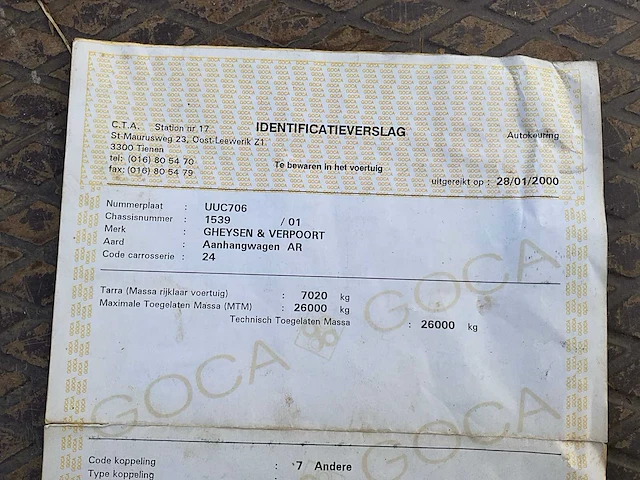 C.T.A. Station nr 17
IDENTIFICATIEVERSLAG
Autokeuring
St-Maurusweg 23, Oost-Leewerik Z1
3300 Tienen
tel: (016) 80 54 70
Te bewaren in het voertuig
fax: (016) 80 54 79
uitgereikt op : 28/01/2000
Nummerplaat : UUC706
Chassisnummer : 1539 / 01
Merk : GHEYSEN & VERPOORT
Aard : Aanhangwagen AR
Code carrosserie : 24
Tarra (Massa rijklaar voertuig) : 7020 kg
Maximale Toegelaten Massa (MTM) : 26000 kg
Technisch Toegelaten Massa : 26000 kg
GOCA GOCA
GOCA
Code koppeling : 7 Andere
Type koppeling :